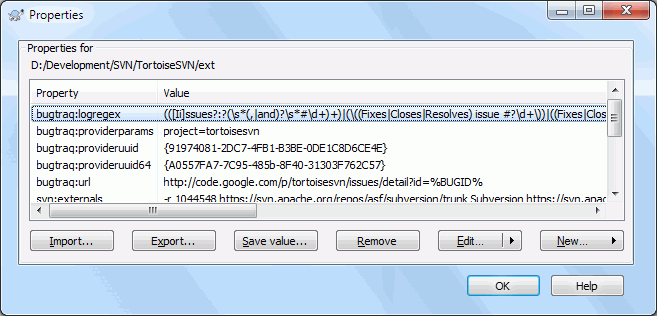 Properties
Properties for
D:/Development/SVN/TortoiseSVN/ext
Property Value
bugtraq:logregex (([Ii]ssues?:?(\s*(,|and)?\s*#\d+)+)|(\((Fixes|Closes|Resolves) issue #?\d+\))|((Fixes|Clos
bugtraq:providerparams project=tortoisesvn
bugtraq:provideruuid {91974081-2DC7-4FB1-B3BE-0DE1C8D6CE4E}
bugtraq:provideruuid64 {A0557FA7-7C95-485b-8F40-31303F762C57}
bugtraq:url http://code.google.com/p/tortoisesvn/issues/detail?id=%BUGID%
svn:externals -r 1044548 https://svn.apache.org/repos/asf/subversion/trunk Subversion https://svn.apac
Import... Export... Save value... Remove Edit... New...
OK Help